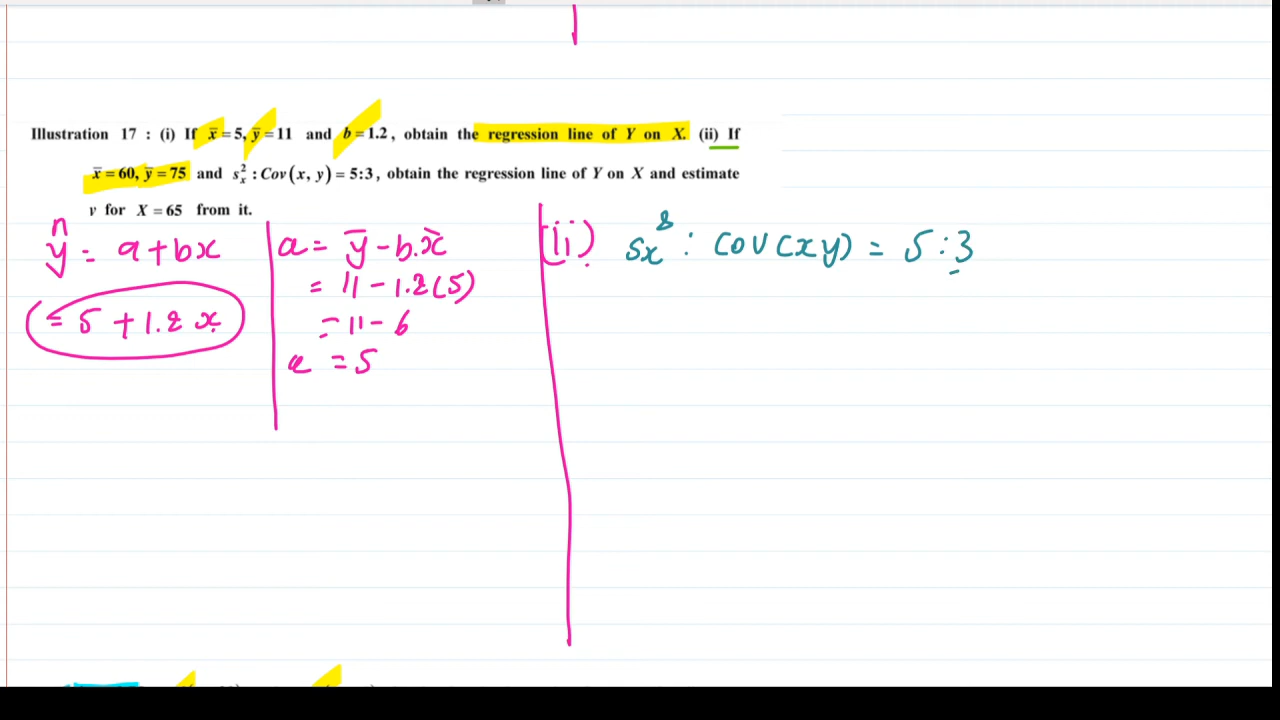 Illustration 17 : (i) If x̄ = 5, ȳ = 11 and b = 1.2, obtain the regression line of Y on X. (ii) If
x̄ = 60, ȳ = 75 and sₓ² : Cov(x, y) = 5:3, obtain the regression line of Y on X and estimate
y for X = 65 from it.
ŷ = a + bx
= 5 + 1.2 x
a = ȳ - b.x̄
= 11 - 1.2(5)
= 11 - 6
a = 5
(ii) sx² : COV(xy) = 5:3